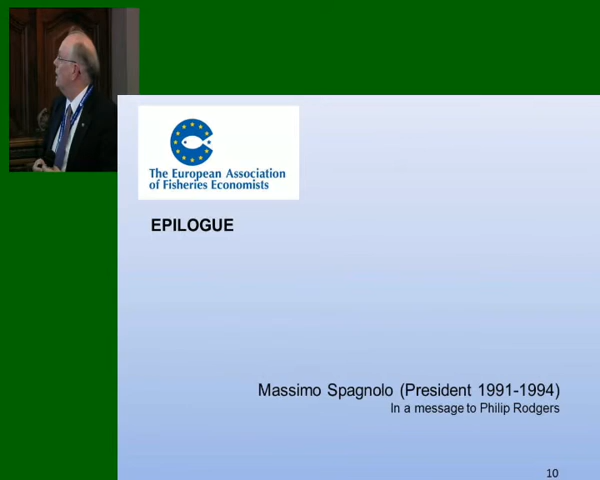 The European Association
of Fisheries Economists
EPILOGUE
Massimo Spagnolo (President 1991-1994)
In a message to Philip Rodgers
10